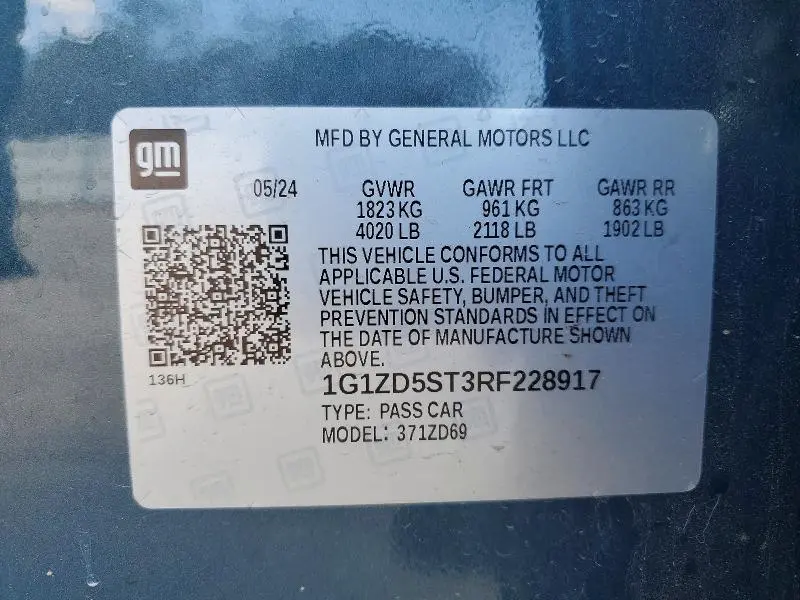 gm
MFD BY GENERAL MOTORS LLC
05/24 GVWR GAWR FRT GAWR RR
1823 KG 961 KG 863 KG
4020 LB 2118 LB 1902 LB
THIS VEHICLE CONFORMS TO ALL
APPLICABLE U.S. FEDERAL MOTOR
VEHICLE SAFETY, BUMPER, AND THEFT
PREVENTION STANDARDS IN EFFECT ON
THE DATE OF MANUFACTURE SHOWN
ABOVE.
136H
1G1ZD5ST3RF228917
TYPE: PASS CAR
MODEL: 371ZD69